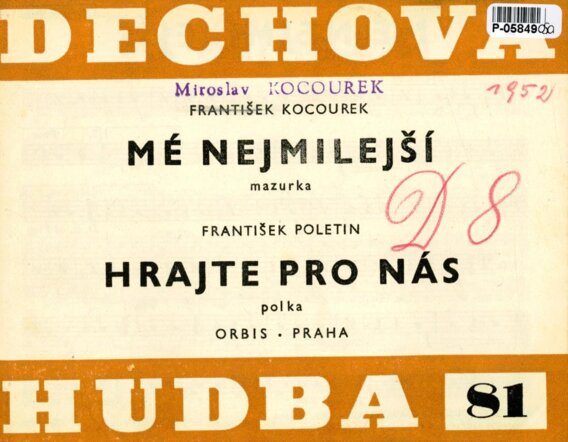 DECHOVÁ
P-05849
Miroslav KOCOUREK
1952
FRANTIŠEK KOCOUREK
MÉ NEJMILEJŠÍ
mazurka
D 8
FRANTIŠEK POLETIN
HRAJTE PRO NÁS
polka
ORBIS • PRAHA
HUDBA 81